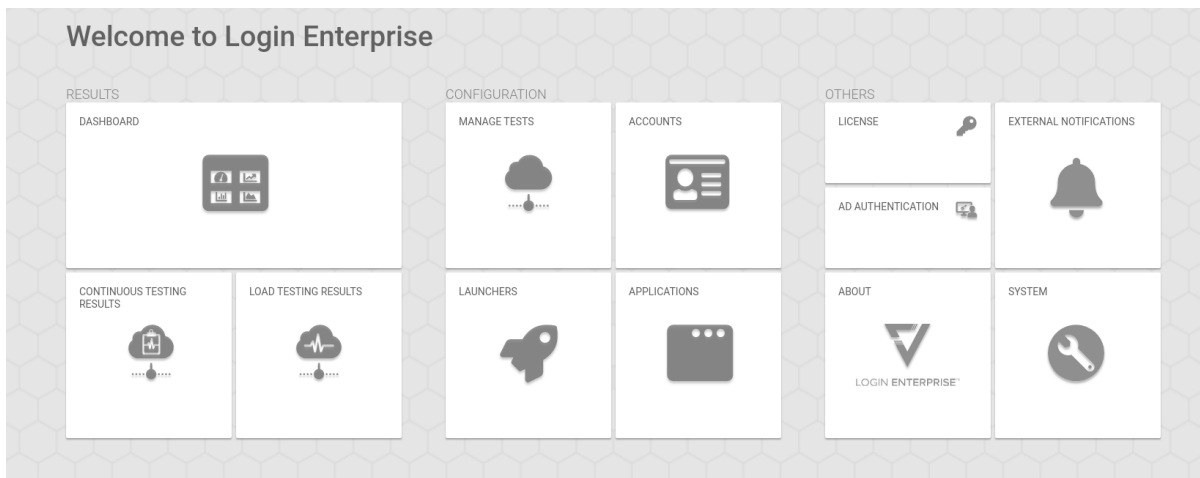 Welcome to Login Enterprise
RESULTS
DASHBOARD
CONTINUOUS TESTING
RESULTS
LOAD TESTING RESULTS
CONFIGURATION
MANAGE TESTS
ACCOUNTS
LAUNCHERS
APPLICATIONS
OTHERS
LICENSE
EXTERNAL NOTIFICATIONS
AD AUTHENTICATION
ABOUT
LOGIN ENTERPRISE™
SYSTEM